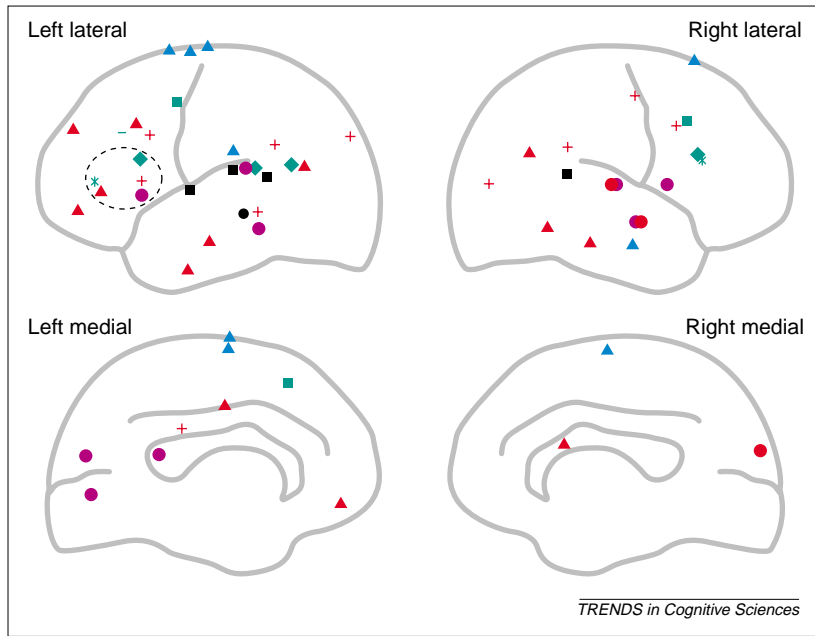 Left lateral
Right lateral
Left medial
Right medial
TRENDS in Cognitive Sciences